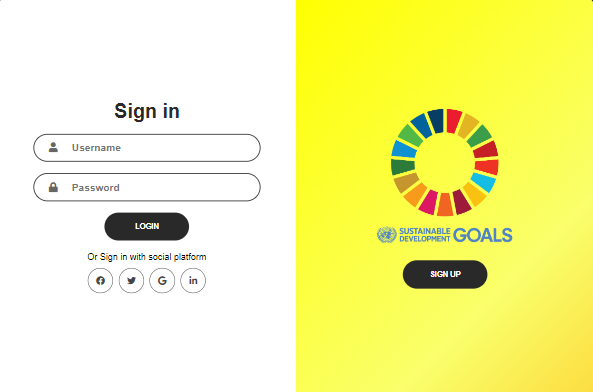 Sign in
Username
Password
LOGIN
Or Sign in with social platform
SUSTAINABLE
DEVELOPMENT GOALS
SIGN UP